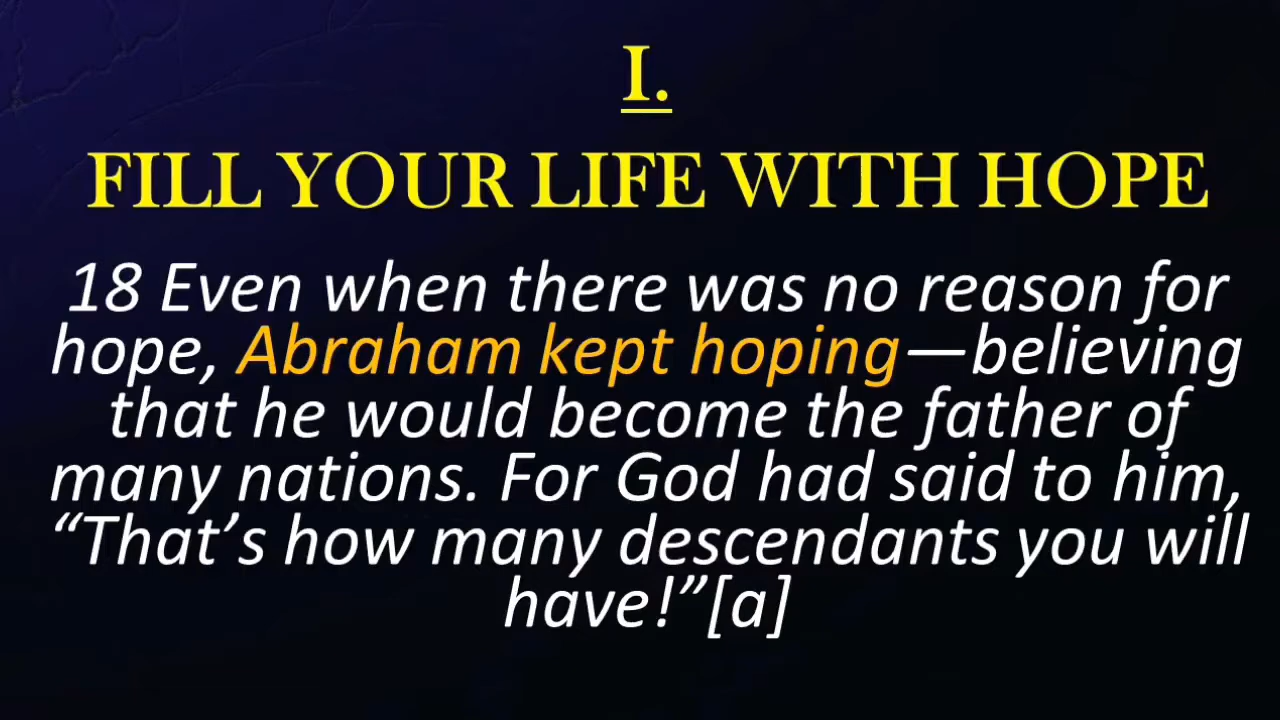 I.
FILL YOUR LIFE WITH HOPE
18 Even when there was no reason for
hope, Abraham kept hoping—believing
that he would become the father of
many nations. For God had said to him,
“That’s how many descendants you will
have!”[a]